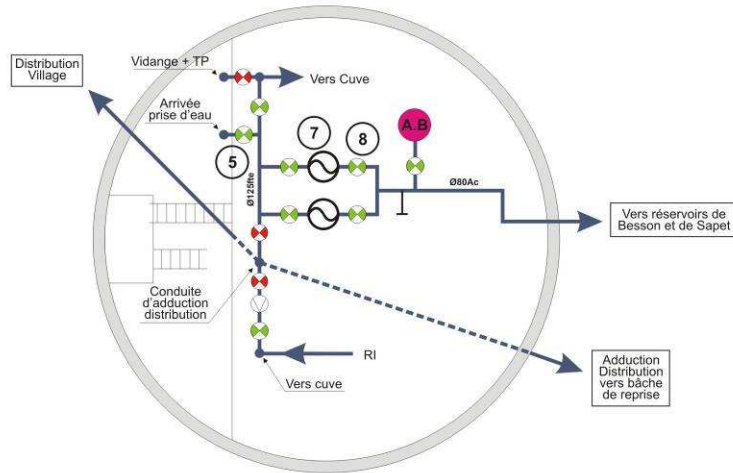 Distribution
Village
Vidange + TP
Vers Cuve
Arrivée
prise d'eau
5
7
8
A.B
Ø125fte
Ø80Ac
Vers réservoirs de
Besson et de Sapet
Conduite
d'adduction
distribution
RI
Vers cuve
Adduction
Distribution
vers bâche
de reprise